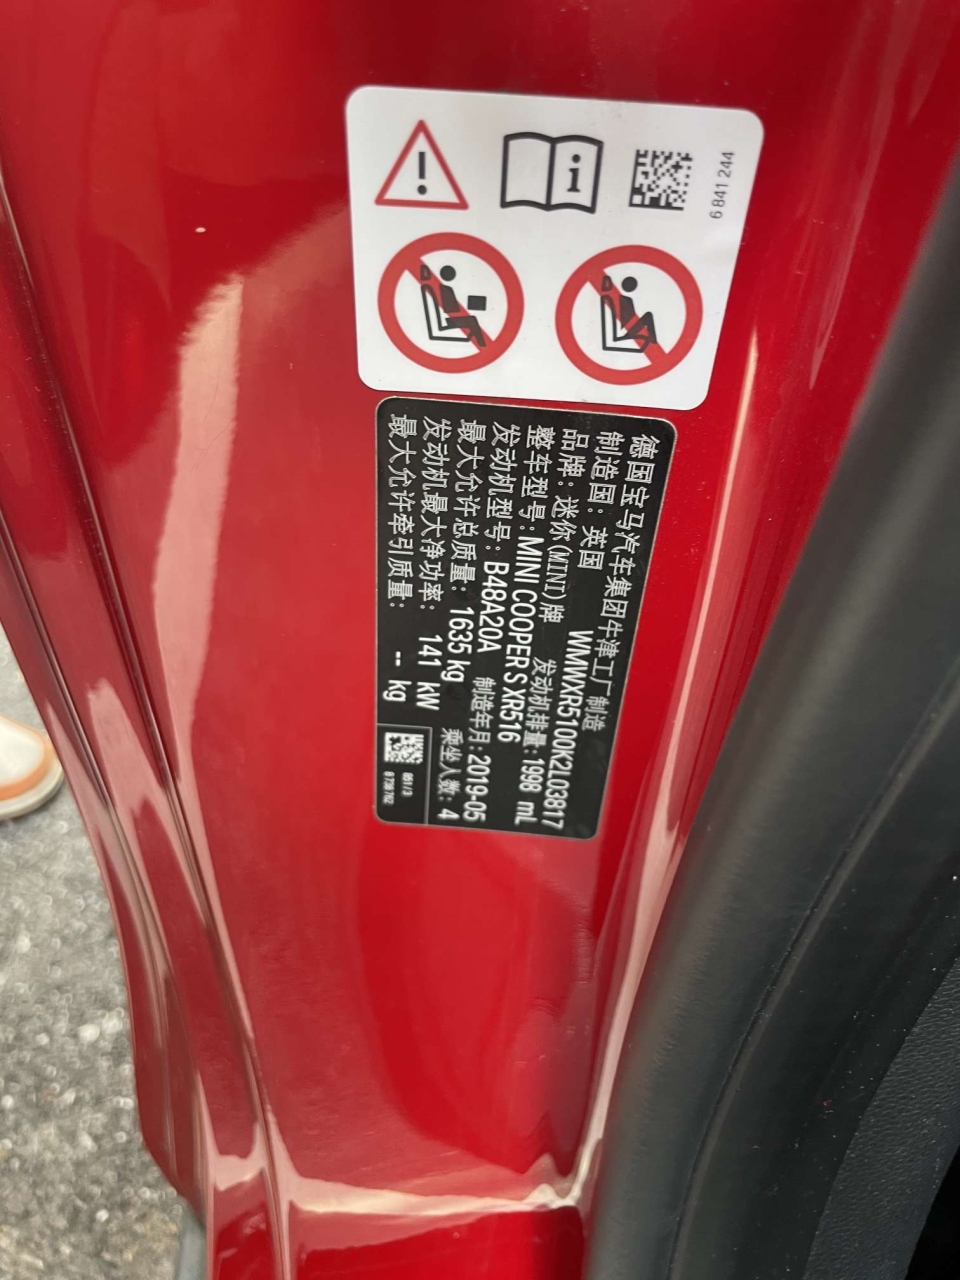 6 841 244
德国宝马汽车集团牛津工厂制造
制造国: 英国 WMWXR5100K2L03817
品牌: 迷你(MINI)牌 发动机排量: 1998 mL
整车型号: MINI COOPER S XR516
发动机型号: B48A20A 制造年月: 2019-05
最大允许总质量: 1635 kg 乘坐人数: 4
发动机最大净功率: 141 kW
最大允许牵引质量: -- kg
051/3